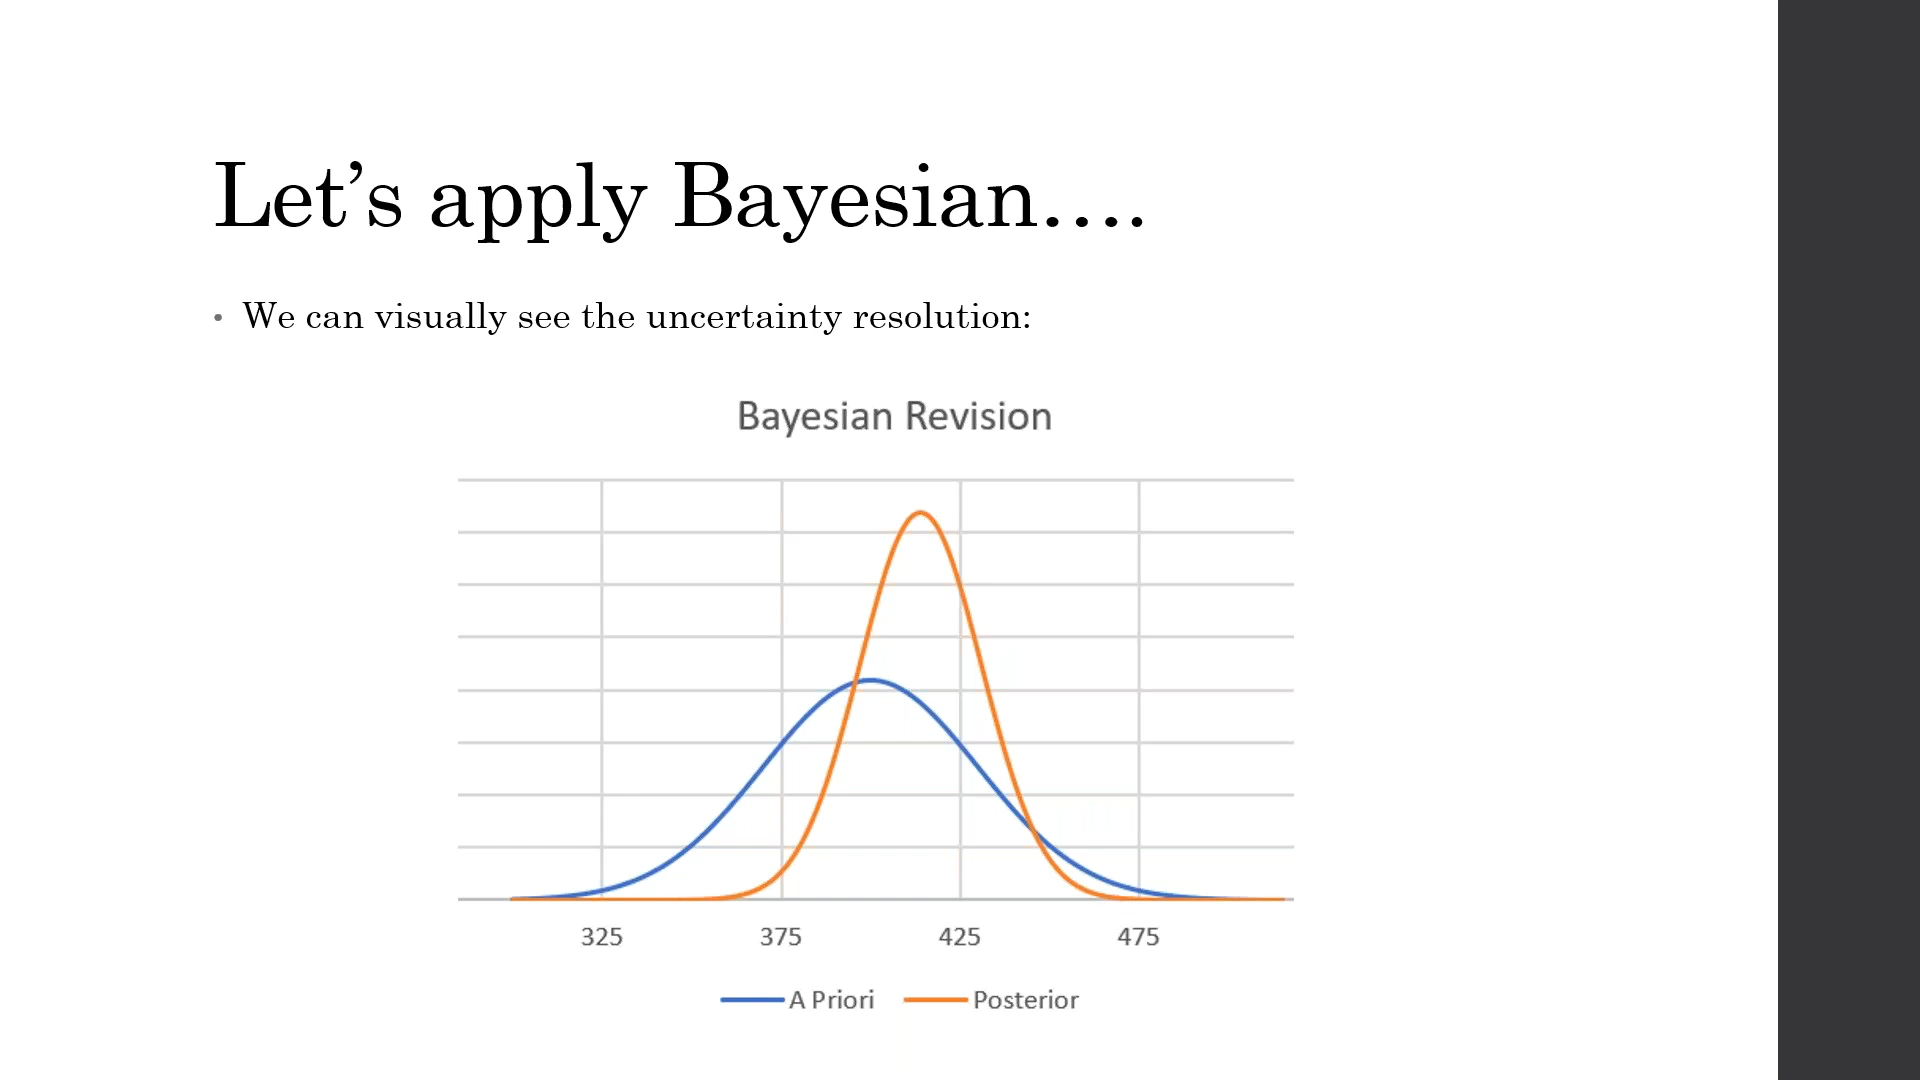 Let’s apply Bayesian….
• We can visually see the uncertainty resolution:
Bayesian Revision
325 375 425 475
A Priori Posterior